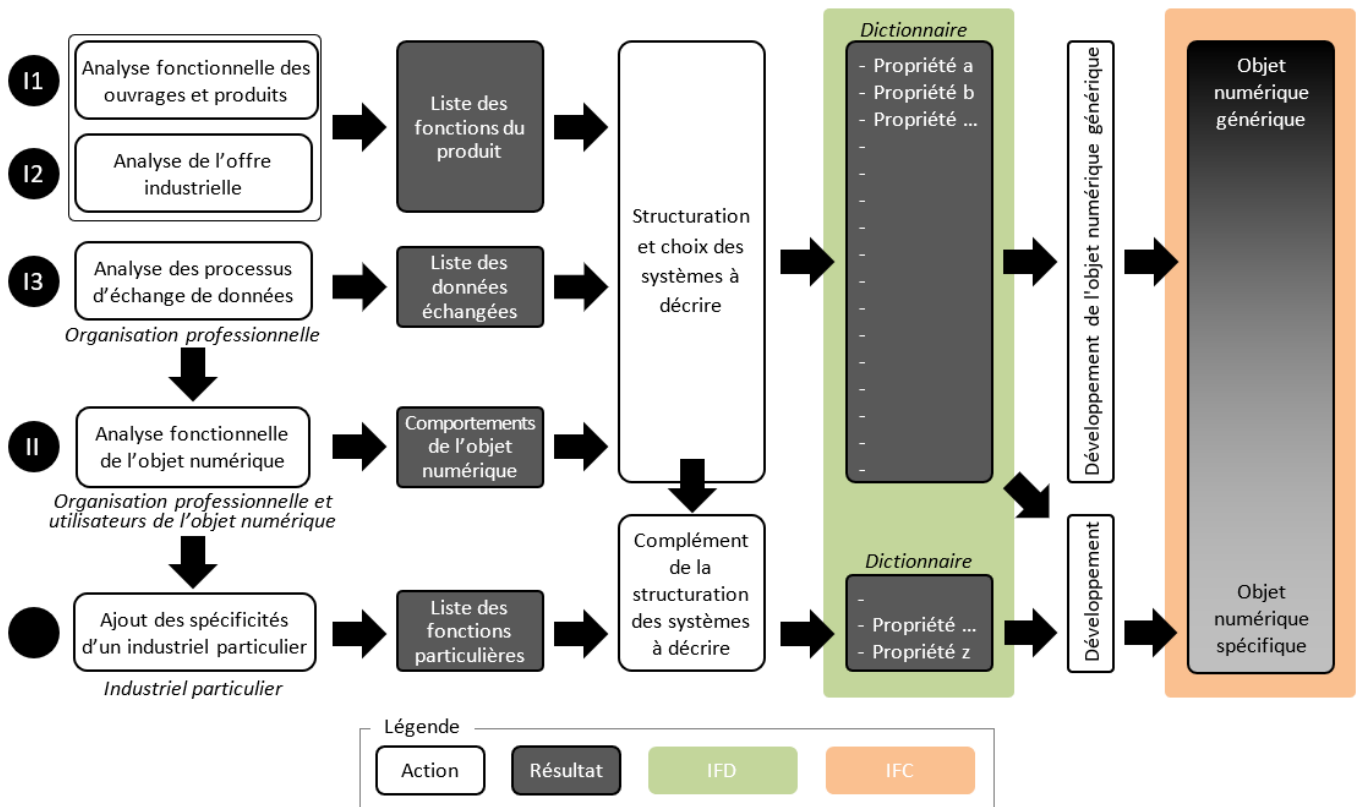 I1
Analyse fonctionnelle des
ouvrages et produits
I2
Analyse de l'offre
industrielle
Liste des
fonctions du
produit
I3
Analyse des processus
d'échange de données
Organisation professionnelle
Liste des
données
échangées
II
Analyse fonctionnelle
de l'objet numérique
Organisation professionnelle et
utilisateurs de l'objet numérique
Comportements
de l'objet
numérique
Ajout des spécificités
d'un industriel particulier
Industriel particulier
Liste des
fonctions
particulières
Structuration
et choix des
systèmes à
décrire
Complément
de la
structuration
des systèmes
à décrire
Dictionnaire
- Propriété a
- Propriété b
- Propriété ...
-
-
-
-
-
-
-
-
-
-
-
-
-
Dictionnaire
-
- Propriété ...
- Propriété z
Développement de l'objet numérique générique
Développement
Objet
numérique
générique
Objet
numérique
spécifique
Légende
Action
Résultat
IFD
IFC